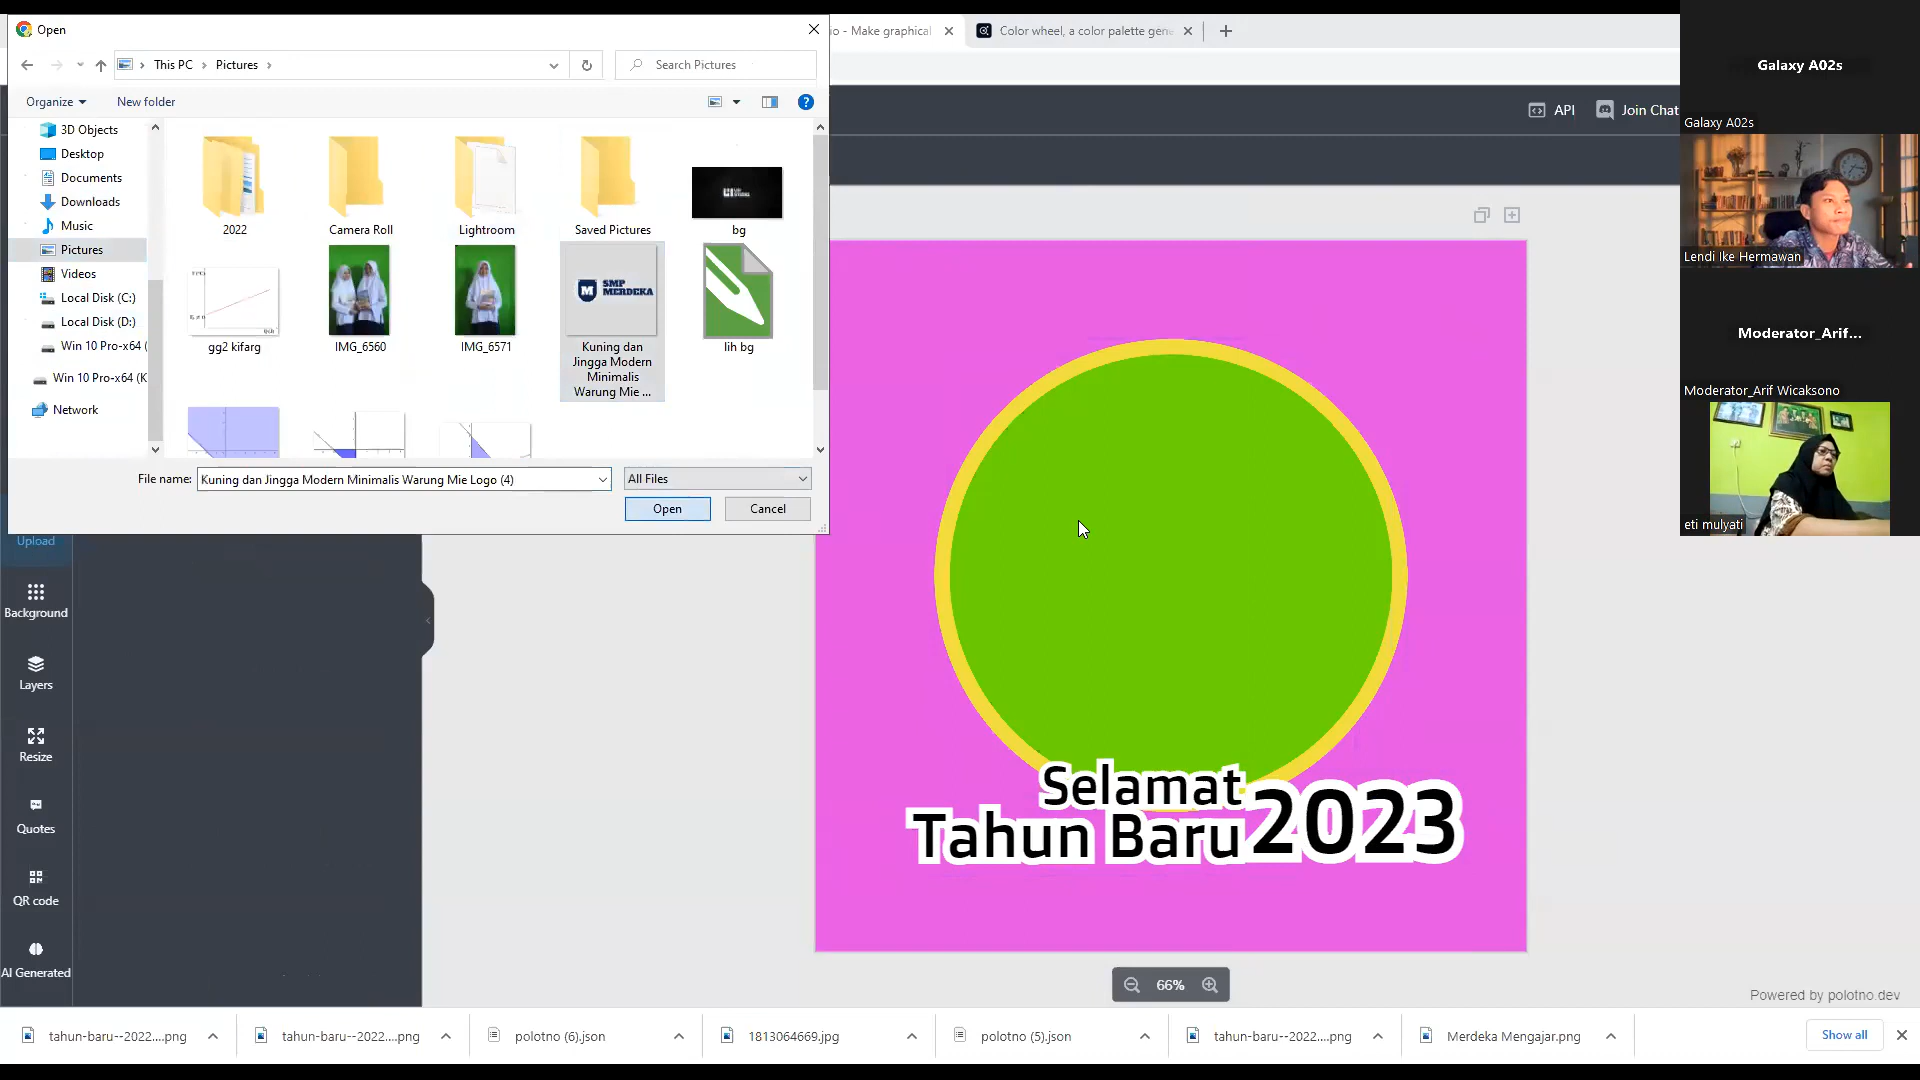 Open
io - Make graphical
Color wheel, a color palette gene
This PC
Pictures
Search Pictures
Organize
New folder
3D Objects
Desktop
Documents
Downloads
Music
Pictures
Videos
Local Disk (C:)
Local Disk (D:)
Win 10 Pro-x64 (
Win 10 Pro-x64 (K
Network
2022
Camera Roll
Lightroom
Saved Pictures
bg
SMP
MERDEKA
gg2 kifarg
IMG_6560
IMG_6571
Kuning dan
Jingga Modern
Minimalis
Warung Mie ...
lih bg
File name:
Kuning dan Jingga Modern Minimalis Warung Mie Logo (4)
All Files
Open
Cancel
API
Join Chat
Galaxy A02s
Galaxy A02s
Lendi Ike Hermawan
Moderator_Arif...
Moderator_Arif Wicaksono
eti mulyati
Upload
Background
Layers
Resize
Quotes
QR code
AI Generated
Selamat
Tahun Baru 2023
66%
Powered by polotno.dev
tahun-baru--2022....png
tahun-baru--2022....png
polotno (6).json
1813064669.jpg
polotno (5).json
tahun-baru--2022....png
Merdeka Mengajar.png
Show all